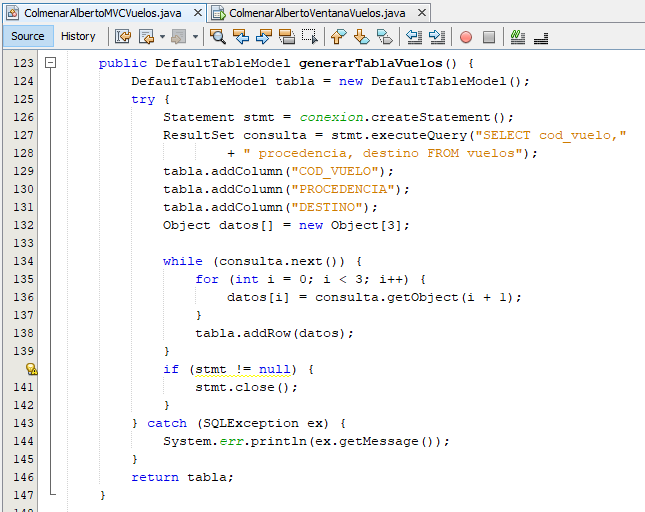 ColmenarAlbertoMVCVuelos.java ColmenarAlbertoVentanaVuelos.java
Source History
123 public DefaultTableModel generarTablaVuelos() {
124 DefaultTableModel tabla = new DefaultTableModel();
125 try {
126 Statement stmt = conexion.createStatement();
127 ResultSet consulta = stmt.executeQuery("SELECT cod_vuelo,"
128 + " procedencia, destino FROM vuelos");
129 tabla.addColumn("COD_VUELO");
130 tabla.addColumn("PROCEDENCIA");
131 tabla.addColumn("DESTINO");
132 Object datos[] = new Object[3];
133
134 while (consulta.next()) {
135 for (int i = 0; i < 3; i++) {
136 datos[i] = consulta.getObject(i + 1);
137 }
138 tabla.addRow(datos);
139 }
if (stmt != null) {
141 stmt.close();
142 }
143 } catch (SQLException ex) {
144 System.err.println(ex.getMessage());
145 }
146 return tabla;
147 }